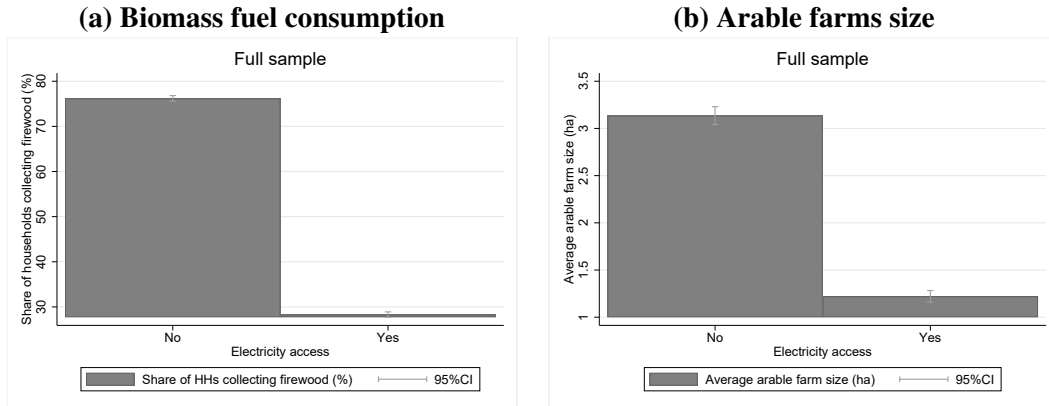 (a) Biomass fuel consumption
Full sample
Share of households collecting firewood (%)
80
70
60
50
40
30
No
Yes
Electricity access
Share of HHs collecting firewood (%)
95%CI
(b) Arable farms size
Full sample
Average arable farm size (ha)
3.5
3
2.5
2
1.5
1
No
Yes
Electricity access
Average arable farm size (ha)
95%CI